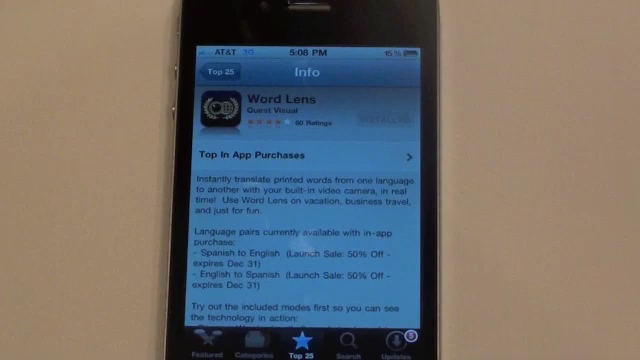 AT&T 3G 5:08 PM 15%
Top 25 Info
Word Lens
Quest Visual
80 Ratings INSTALLED
Top In App Purchases
Instantly translate printed words from one language
to another with your built-in video camera, in real
time! Use Word Lens on vacation, business travel,
and just for fun.
Language pairs currently available with in-app
purchase:
- Spanish to English (Launch Sale: 50% Off -
expires Dec 31)
- English to Spanish (Launch Sale: 50% Off -
expires Dec 31)
Try out the included modes first so you can see
the technology in action:
5
Featured Categories Top 25 Search Updates